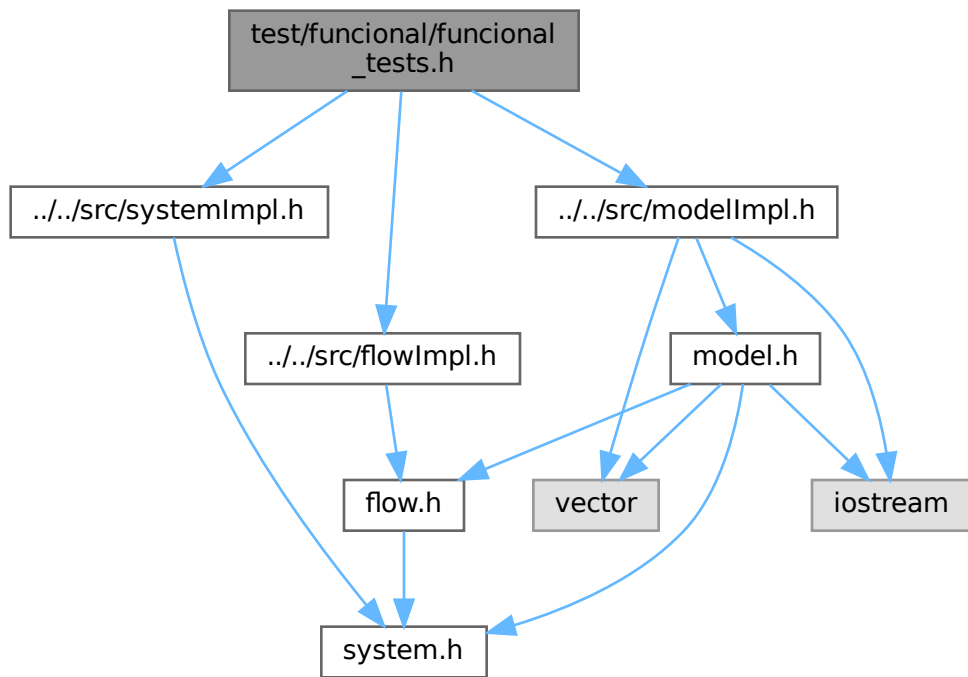 test/funcional/funcional
_tests.h
../../src/systemImpl.h
../../src/modelImpl.h
../../src/flowImpl.h
model.h
flow.h
vector
iostream
system.h